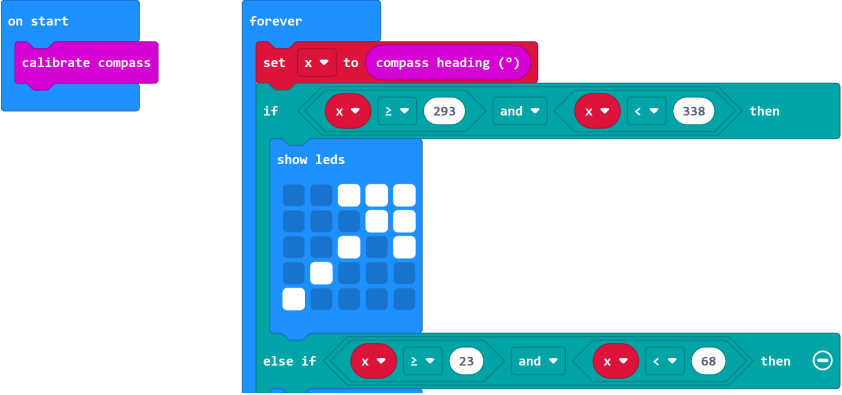 on start
calibrate compass
forever
set x to compass heading (°)
if x ≥ 293 and x < 338 then
show leds
else if x ≥ 23 and x < 68 then